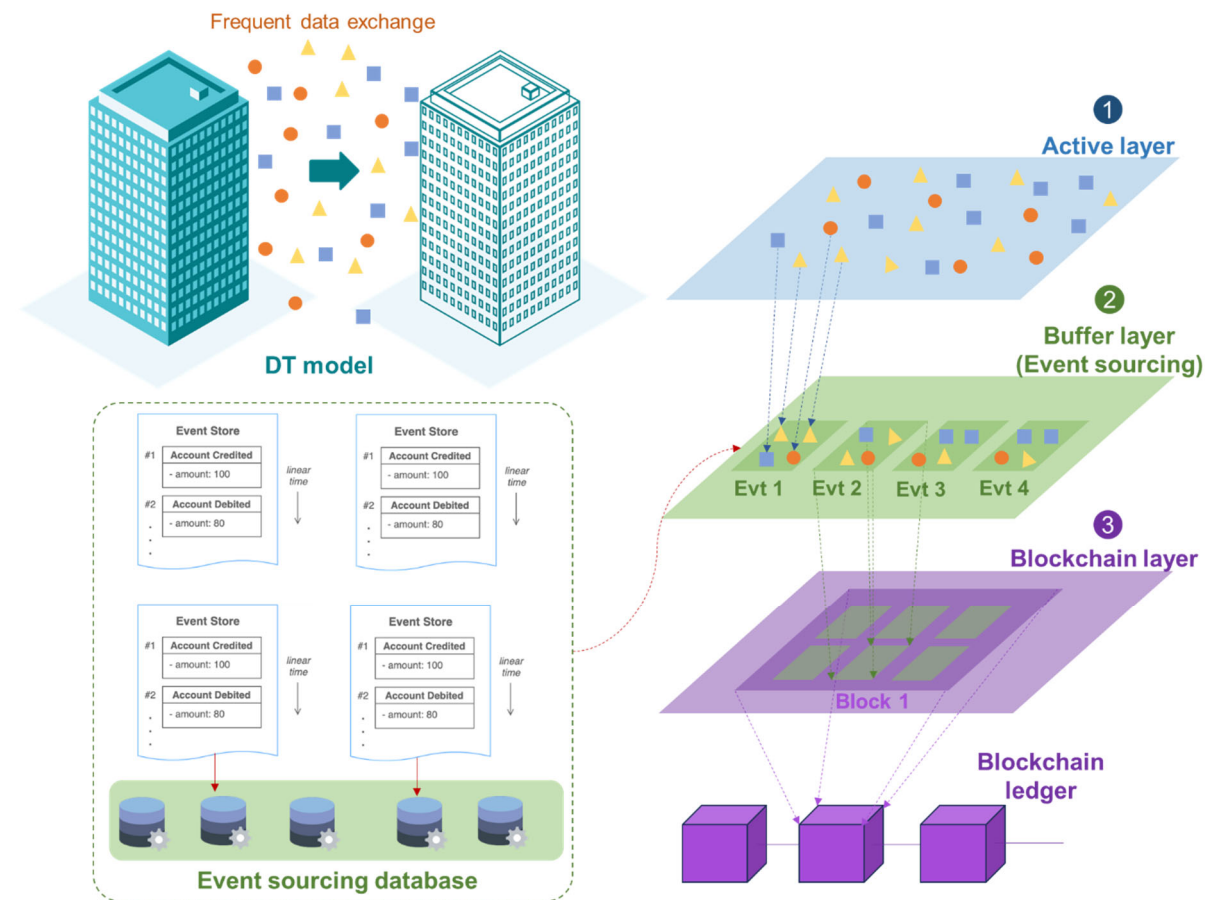 Frequent data exchange
DT model
1
Active layer
2
Buffer layer
(Event sourcing)
Evt 1
Evt 2
Evt 3
Evt 4
3
Blockchain layer
Block 1
Blockchain
ledger
Event Store
#1
Account Credited
- amount: 100
#2
Account Debited
- amount: 80
linear
time
Event Store
#1
Account Credited
- amount: 100
#2
Account Debited
- amount: 80
linear
time
Event Store
#1
Account Credited
- amount: 100
#2
Account Debited
- amount: 80
linear
time
Event Store
#1
Account Credited
- amount: 100
#2
Account Debited
- amount: 80
linear
time
Event sourcing database